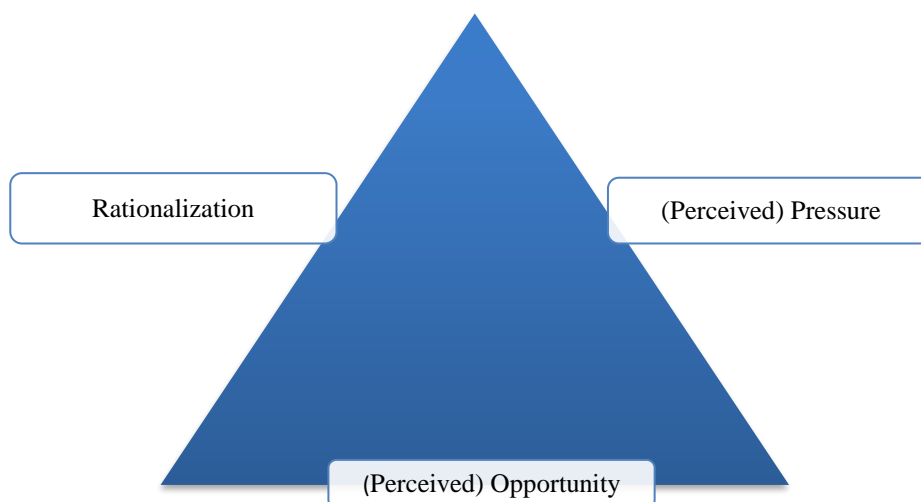 Rationalization
(Perceived) Pressure
(Perceived) Opportunity